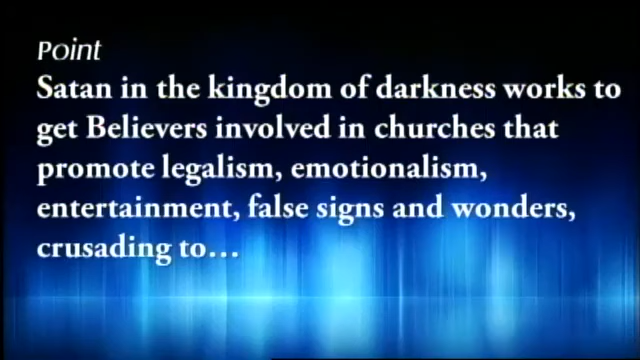 Point
Satan in the kingdom of darkness works to
get Believers involved in churches that
promote legalism, emotionalism,
entertainment, false signs and wonders,
crusading to...